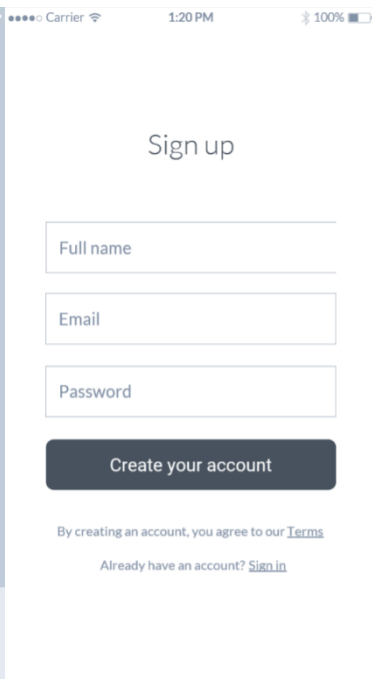 Carrier 1:20 PM 100%
Sign up
Full name
Email
Password
Create your account
By creating an account, you agree to our Terms
Already have an account? Sign in